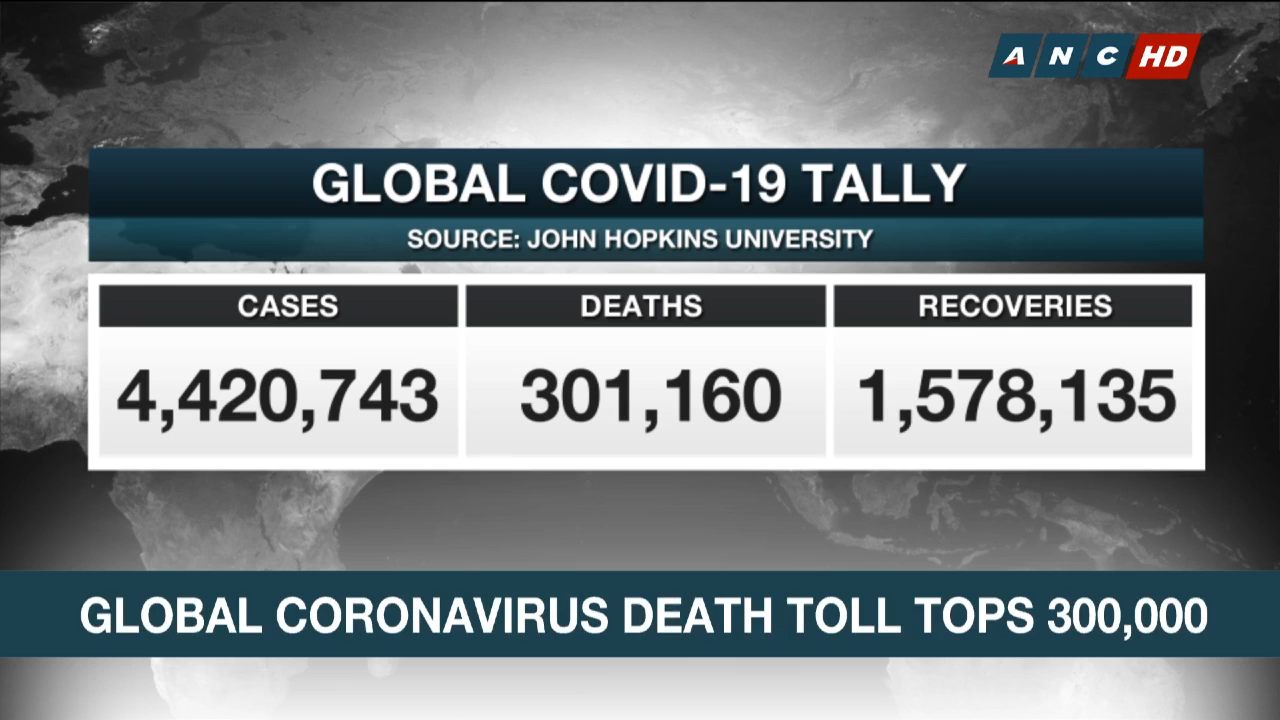 ANC HD
GLOBAL COVID-19 TALLY
SOURCE: JOHN HOPKINS UNIVERSITY
CASES DEATHS RECOVERIES
4,420,743 301,160 1,578,135
GLOBAL CORONAVIRUS DEATH TOLL TOPS 300,000